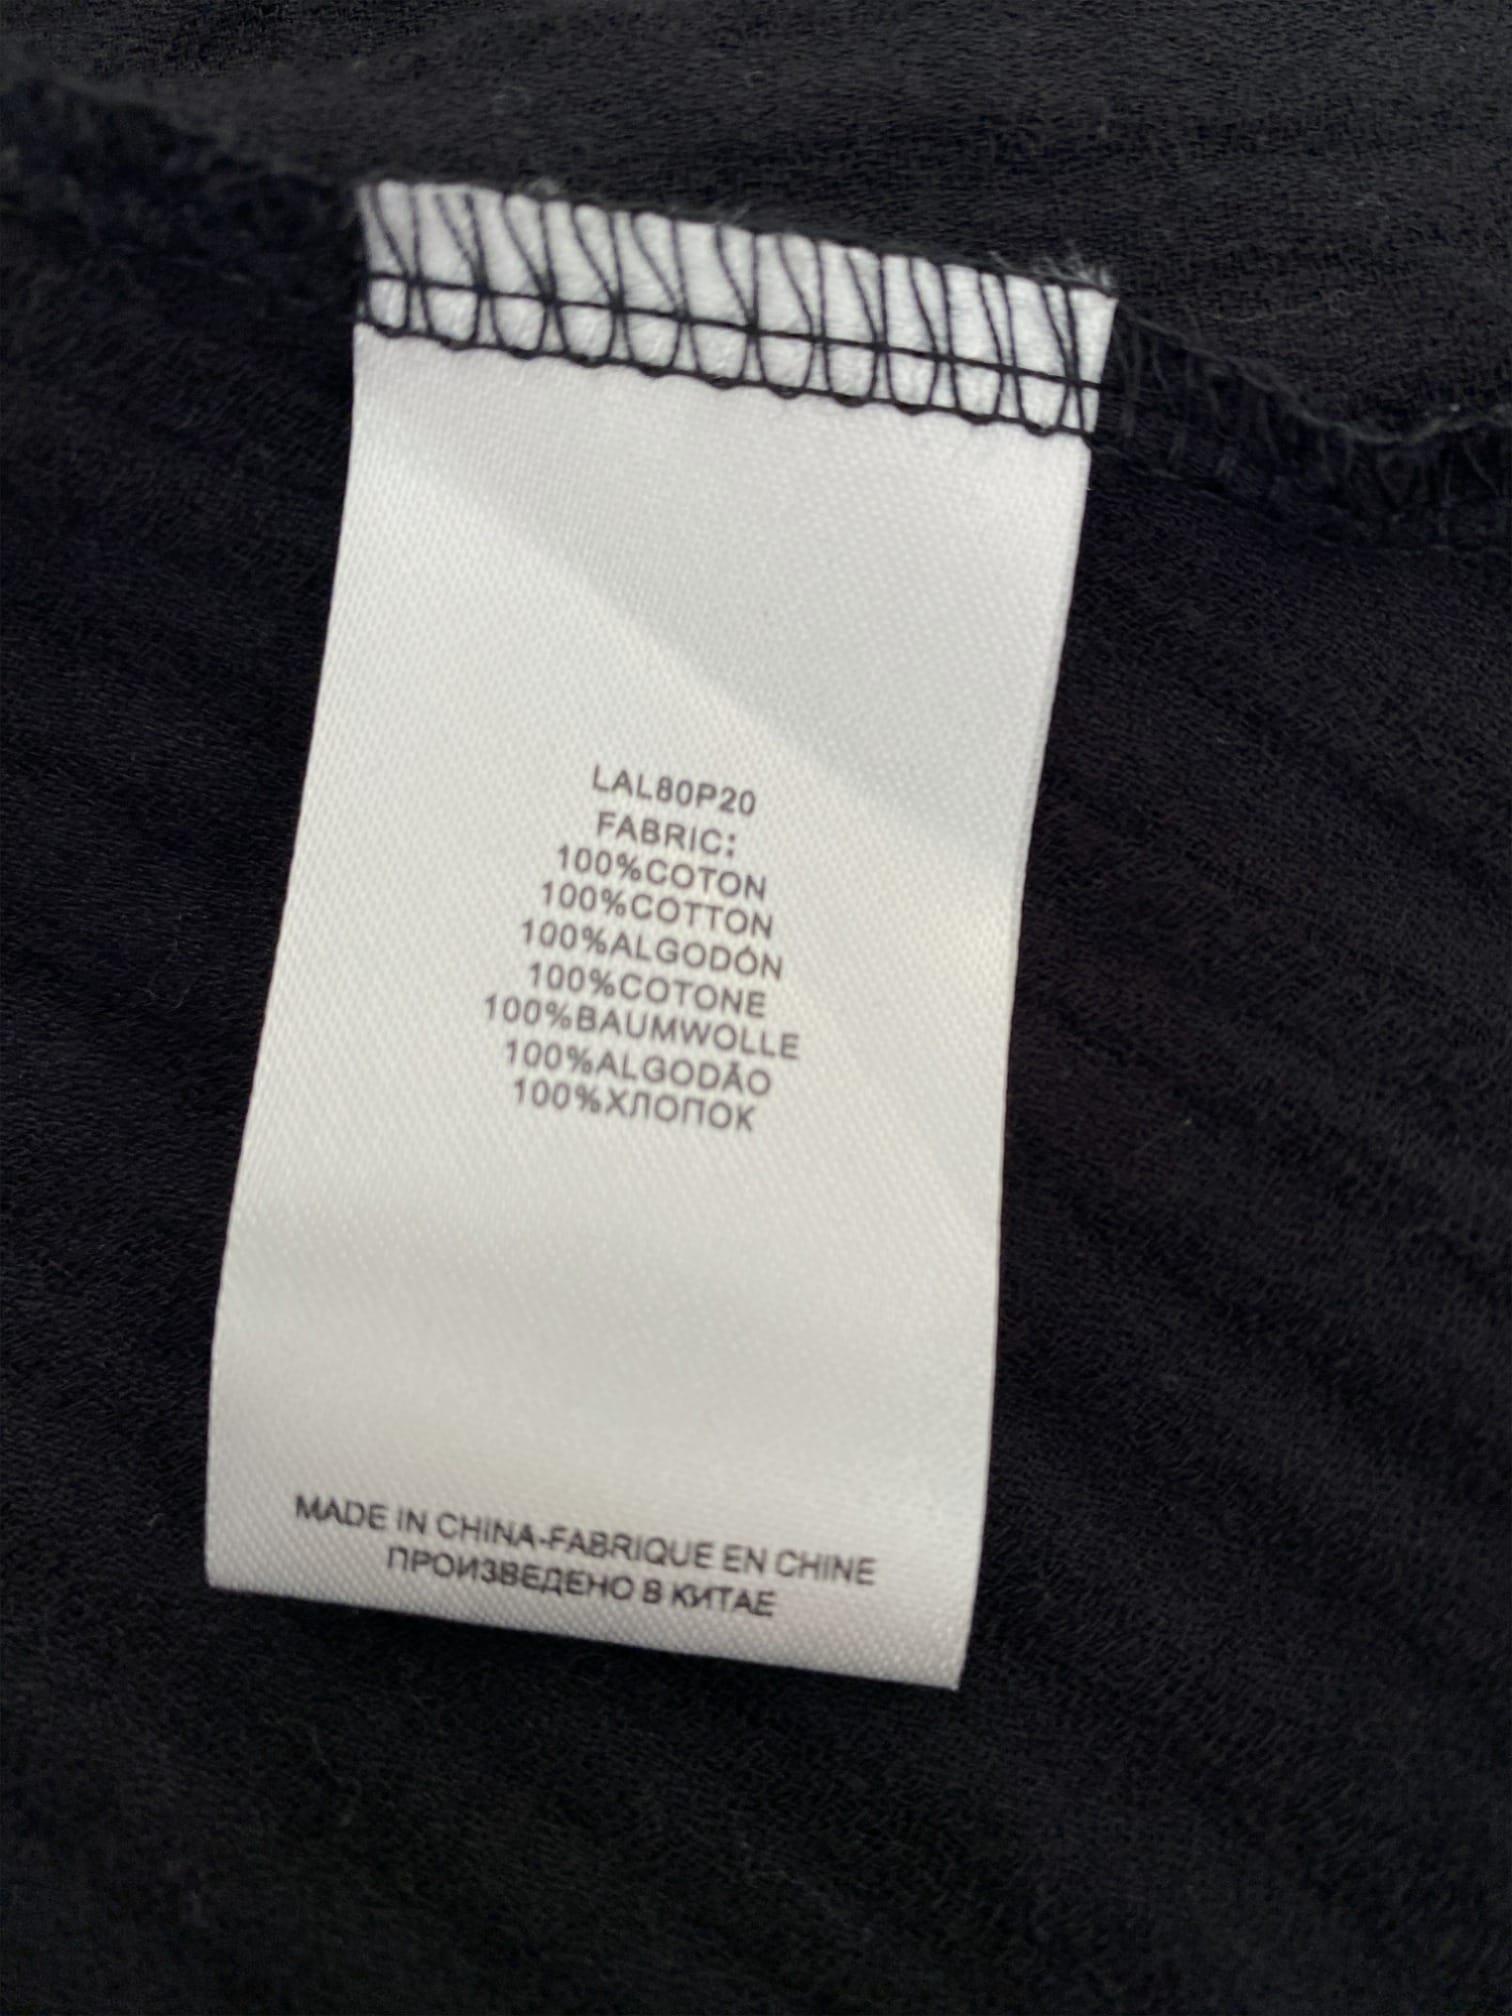 LAL80P20
FABRIC:
100%COTON
100%COTTON
100%ALGODÓN
100%COTONE
100%BAUMWOLLE
100%ALGODÃO
100%ХЛОПОК
MADE IN CHINA-FABRIQUE EN CHINE
ПРОИЗВЕДЕНО В КИТАЕ